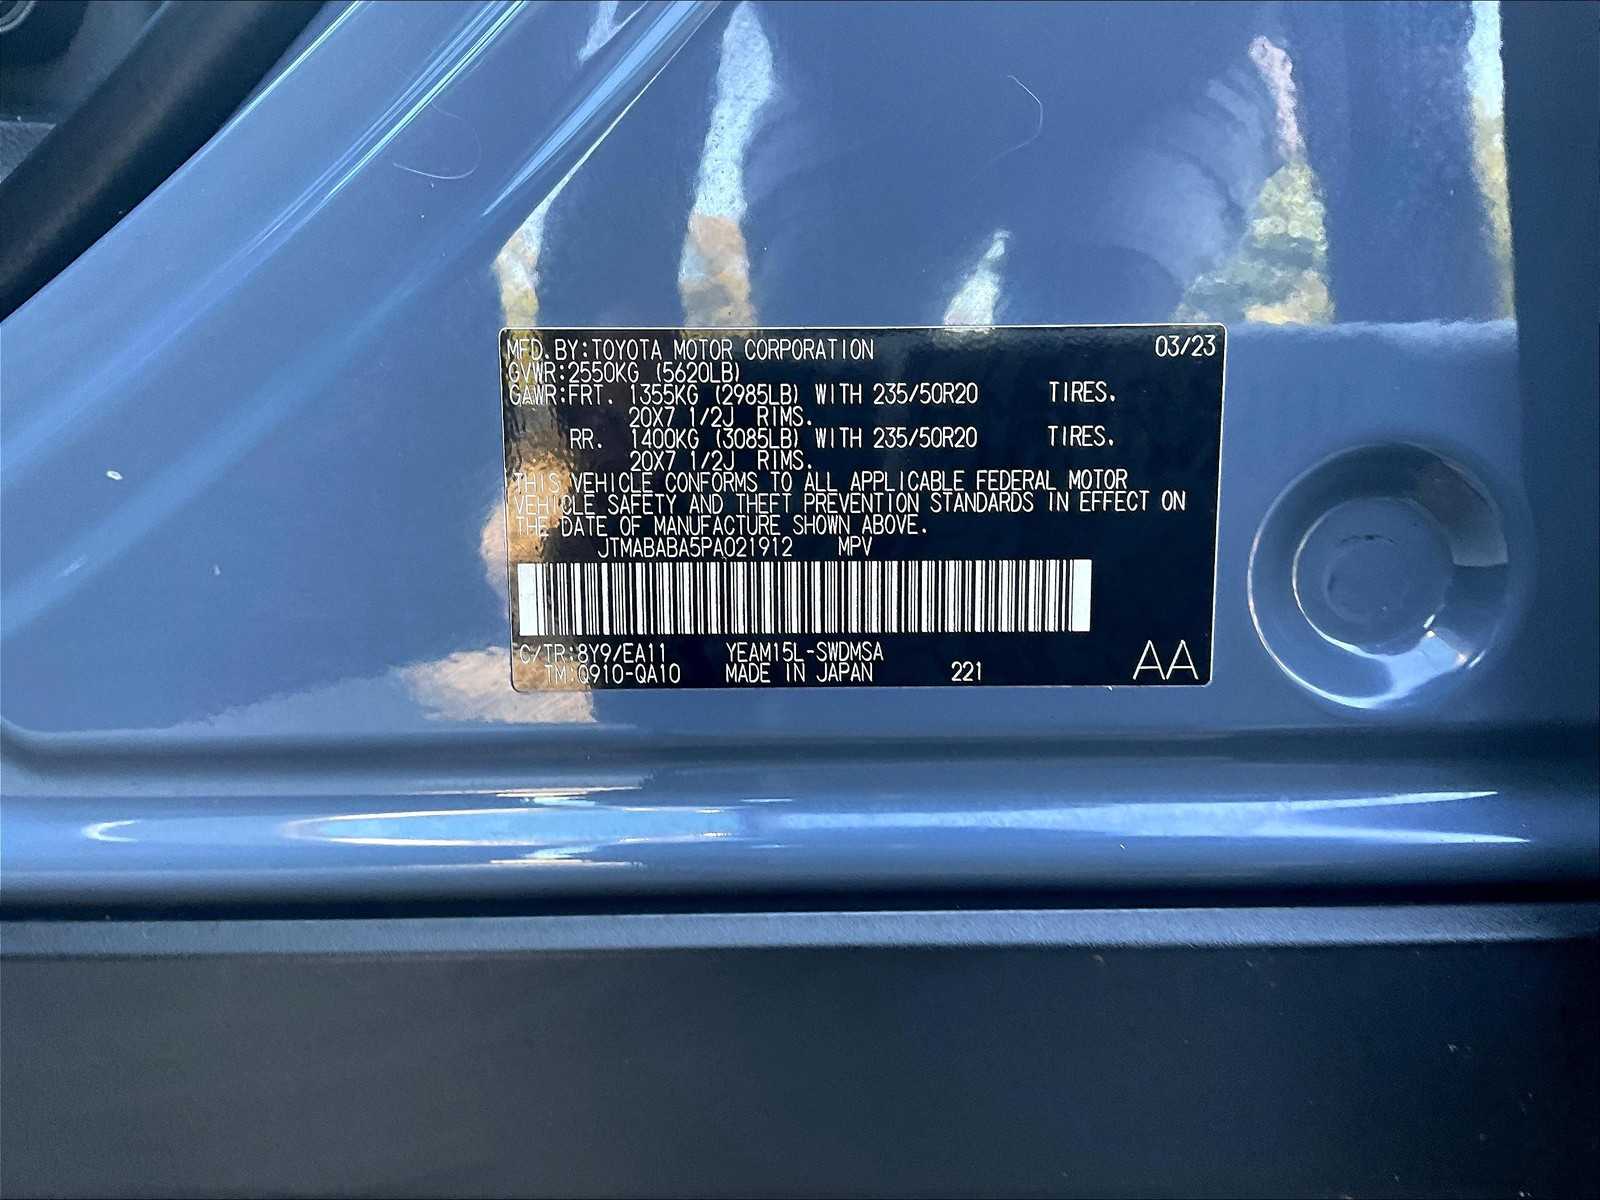 MFD. BY:TOYOTA MOTOR CORPORATION 03/23
GVWR:2550KG (5620LB)
GAWR:FRT. 1355KG (2985LB) WITH 235/50R20 TIRES.
20X7 1/2J RIMS.
RR. 1400KG (3085LB) WITH 235/50R20 TIRES.
20X7 1/2J RIMS.
THIS VEHICLE CONFORMS TO ALL APPLICABLE FEDERAL MOTOR
VEHICLE SAFETY AND THEFT PREVENTION STANDARDS IN EFFECT ON
THE DATE OF MANUFACTURE SHOWN ABOVE.
JTMABABA5PA021912 MPV
C/TR:8Y9/EA11 YEAM15L-SWDMSA
TM:Q910-QA10 MADE IN JAPAN 221 AA